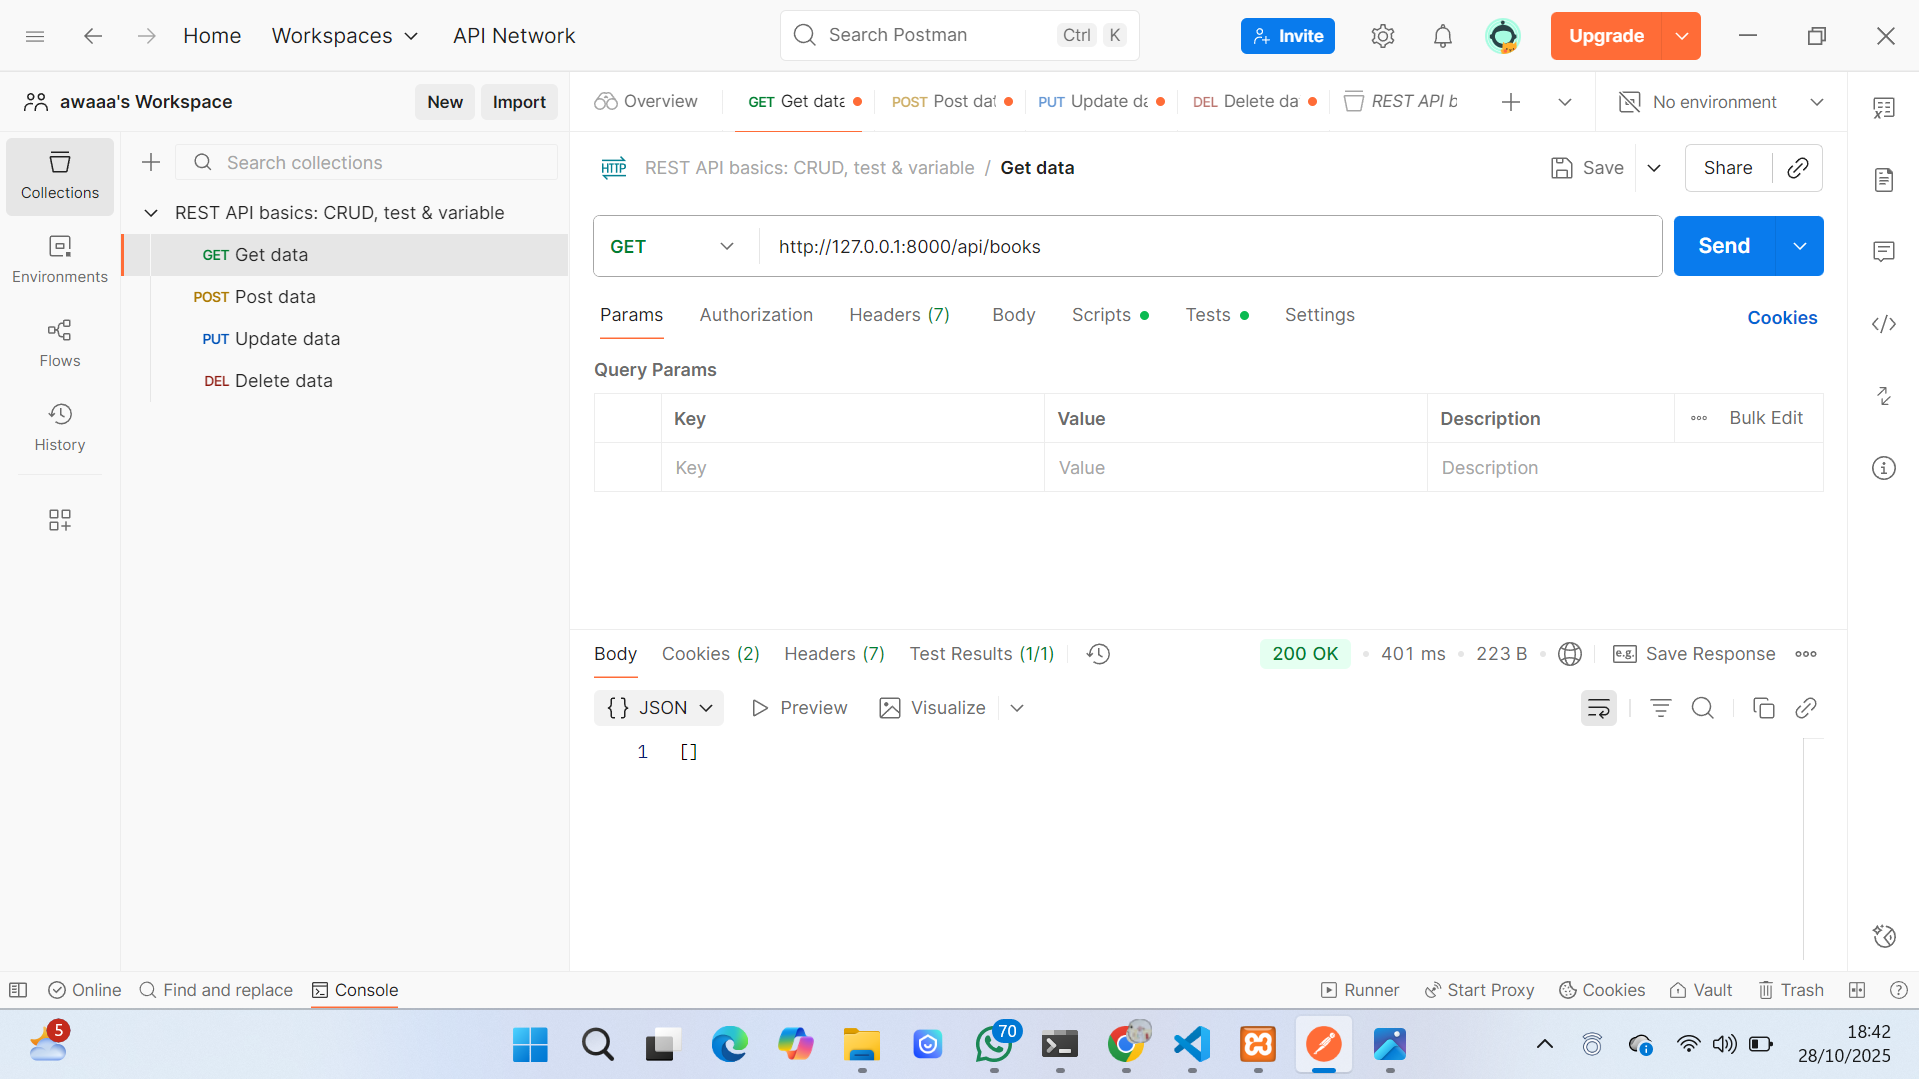 Home
Workspaces
API Network
Search Postman
Ctrl
K
Invite
Upgrade
awaaa's Workspace
New
Import
Overview
GET Get data
POST Post dat
PUT Update da
DEL Delete da
REST API b
No environment
Collections
Environments
Flows
History
Search collections
REST API basics: CRUD, test & variable
GET Get data
POST Post data
PUT Update data
DEL Delete data
HTTP
REST API basics: CRUD, test & variable / Get data
Save
Share
GET
http://127.0.0.1:8000/api/books
Send
Params
Authorization
Headers (7)
Body
Scripts
Tests
Settings
Cookies
Query Params
Key
Value
Description
Bulk Edit
Key
Value
Description
Body
Cookies (2)
Headers (7)
Test Results (1/1)
200 OK
401 ms
223 B
e.g.
Save Response
{} JSON
Preview
Visualize
1 []
Online
Find and replace
Console
Runner
Start Proxy
Cookies
Vault
Trash
5
70
18:42
28/10/2025